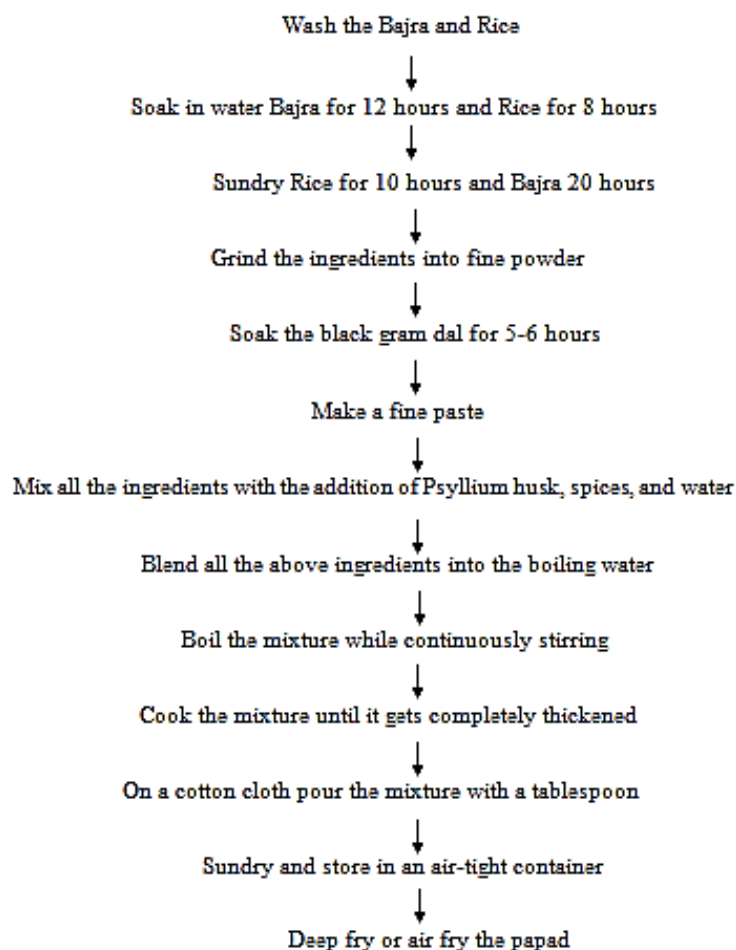 Wash the Bajra and Rice
Soak in water Bajra for 12 hours and Rice for 8 hours
Sundry Rice for 10 hours and Bajra 20 hours
Grind the ingredients into fine powder
Soak the black gram dal for 5-6 hours
Make a fine paste
Mix all the ingredients with the addition of Psyllium husk, spices, and water
Blend all the above ingredients into the boiling water
Boil the mixture while continuously stirring
Cook the mixture until it gets completely thickened
On a cotton cloth pour the mixture with a tablespoon
Sundry and store in an air-tight container
Deep fry or air fry the papad